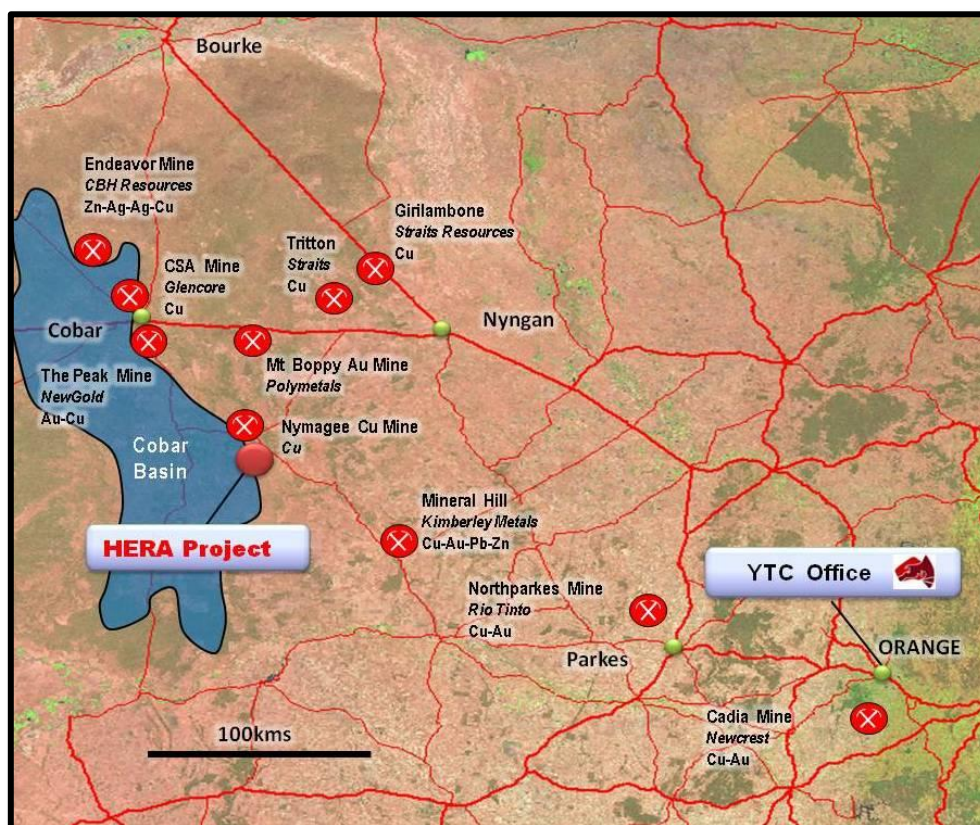 Bourke
Endeavor Mine
CBH Resources
Zn-Ag-Ag-Cu
Girilambone
Straits Resources
Cu
Tritton
Straits
Cu
CSA Mine
Glencore
Cu
Cobar
Nyngan
The Peak Mine
NewGold
Au-Cu
Mt Boppy Au Mine
Polymetals
Nymagee Cu Mine
Cu
Cobar
Basin
HERA Project
Mineral Hill
Kimberley Metals
Cu-Au-Pb-Zn
YTC Office
Northparkes Mine
Rio Tinto
Cu-Au
Parkes
ORANGE
Cadia Mine
Newcrest
Cu-Au
100kms